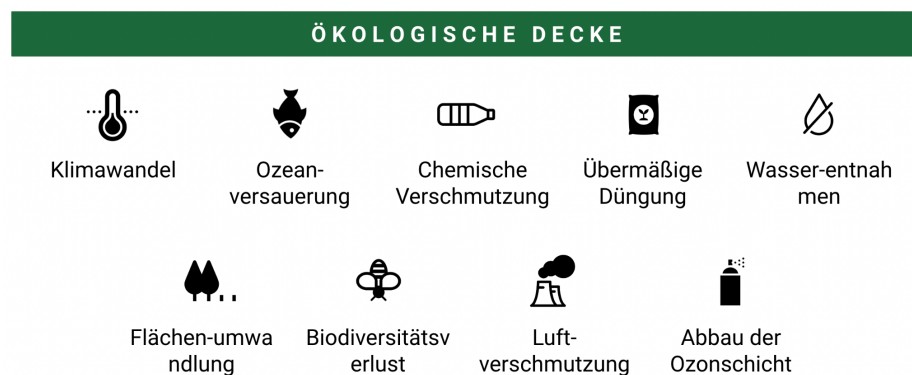 ÖKOLOGISCHE DECKE
Klimawandel
Ozean-
versauerung
Chemische
Verschmutzung
Übermäßige
Düngung
Wasser-entnah
men
Flächen-umwa
ndlung
Biodiversitätsv
erlust
Luft-
verschmutzung
Abbau der
Ozonschicht